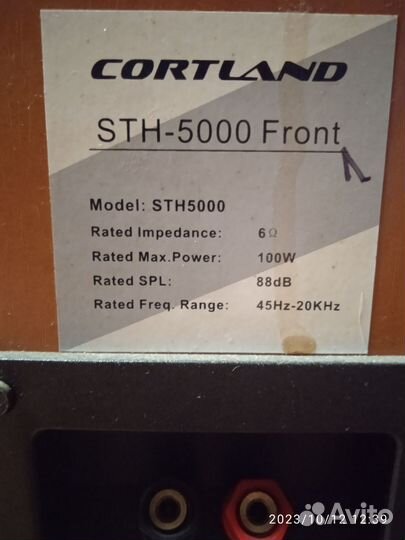 CORTLAND
STH-5000 Front
Model: STH5000
Rated Impedance: 6Ω
Rated Max.Power: 100W
Rated SPL: 88dB
Rated Freq. Range: 45Hz-20KHz
2023/10/12 12:39
Avito